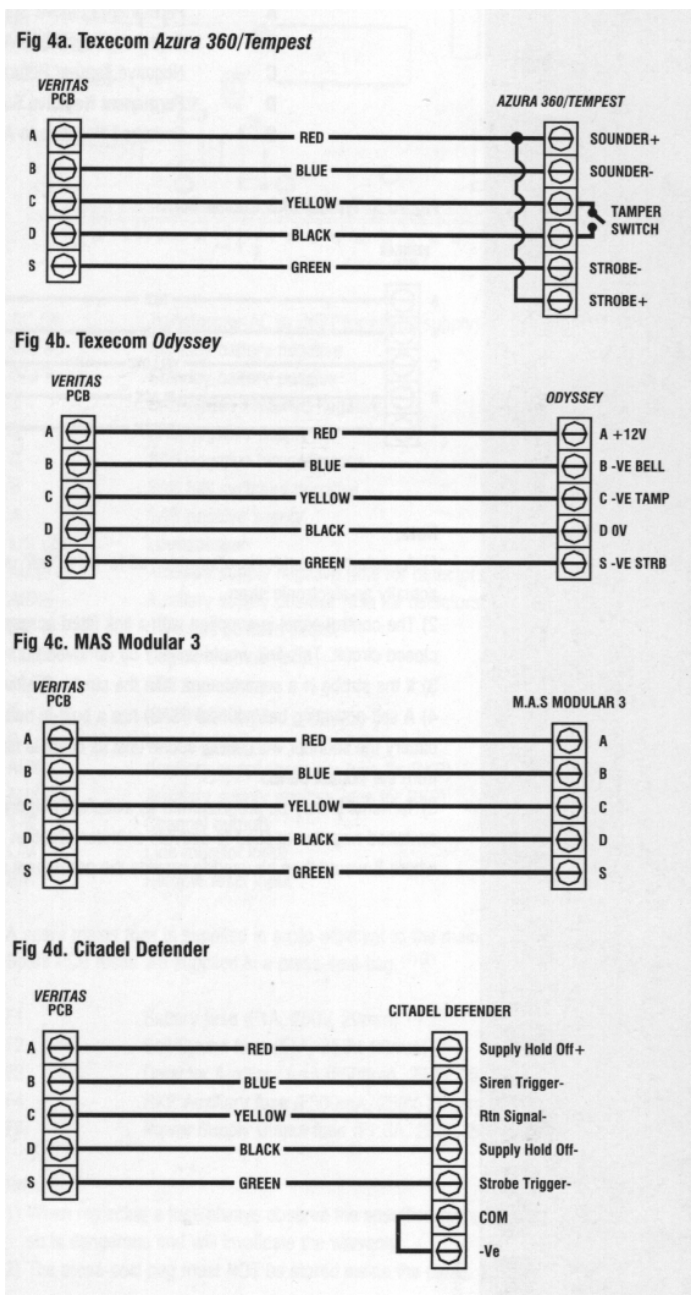 Fig 4a. Texecom Azura 360/Tempest
VERITAS
PCB
AZURA 360/TEMPEST
A RED SOUNDER+
B BLUE SOUNDER-
C YELLOW TAMPER
D BLACK SWITCH
S GREEN STROBE-
STROBE+
Fig 4b. Texecom Odyssey
VERITAS
PCB
ODYSSEY
A RED A +12V
B BLUE B -VE BELL
C YELLOW C -VE TAMP
D BLACK D 0V
S GREEN S -VE STRB
Fig 4c. MAS Modular 3
VERITAS
PCB
M.A.S MODULAR 3
A RED A
B BLUE B
C YELLOW C
D BLACK D
S GREEN S
Fig 4d. Citadel Defender
VERITAS
PCB
CITADEL DEFENDER
A RED Supply Hold Off+
B BLUE Siren Trigger-
C YELLOW Rtn Signal-
D BLACK Supply Hold Off-
S GREEN Strobe Trigger-
COM
-Ve